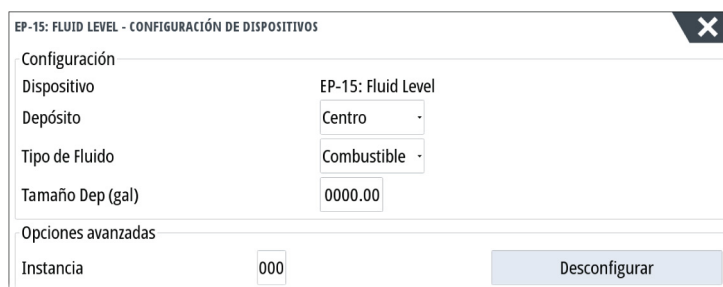 EP-15: FLUID LEVEL - CONFIGURACIÓN DE DISPOSITIVOS
Configuración
Dispositivo EP-15: Fluid Level
Depósito Centro
Tipo de Fluido Combustible
Tamaño Dep (gal) 0000.00
Opciones avanzadas
Instancia 000 Desconfigurar